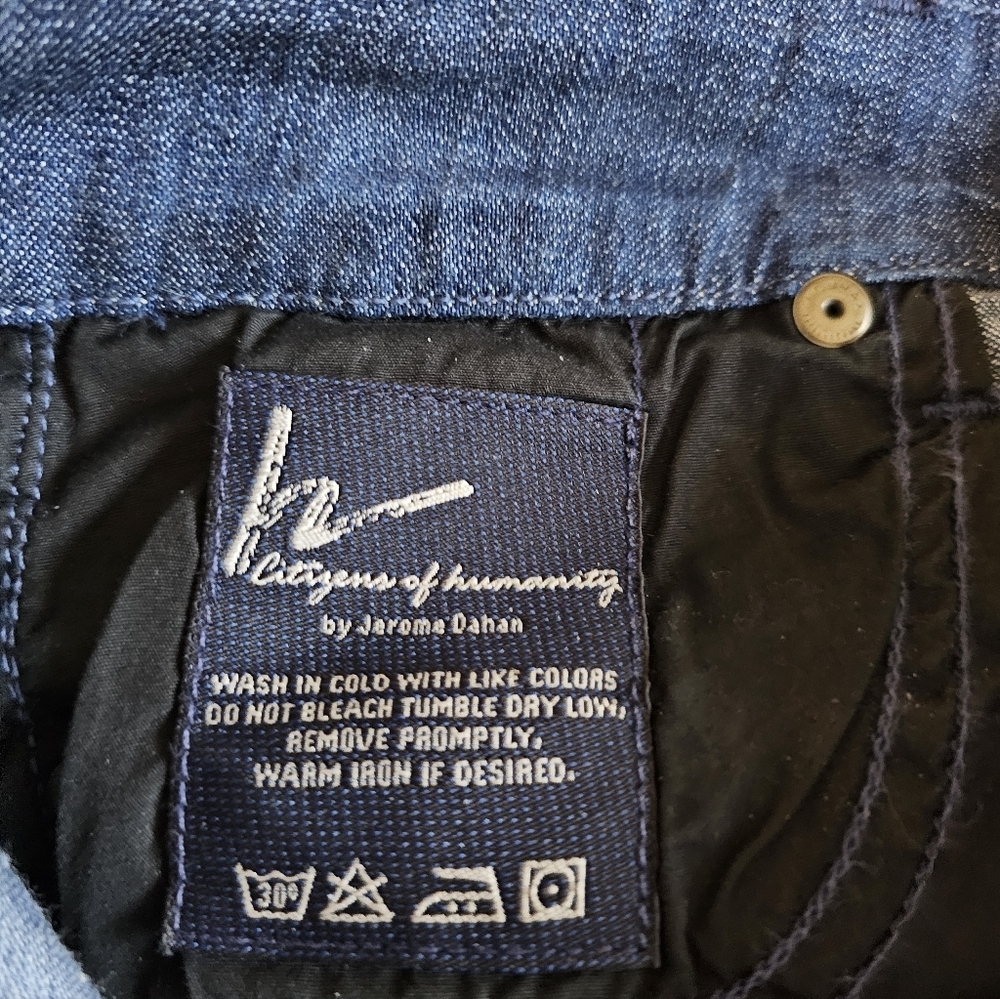 Citizens of humanity
by Jerome Dahan
WASH IN COLD WITH LIKE COLORS
DO NOT BLEACH TUMBLE DRY LOW,
REMOVE PROMPTLY.
WARM IRON IF DESIRED.
30°